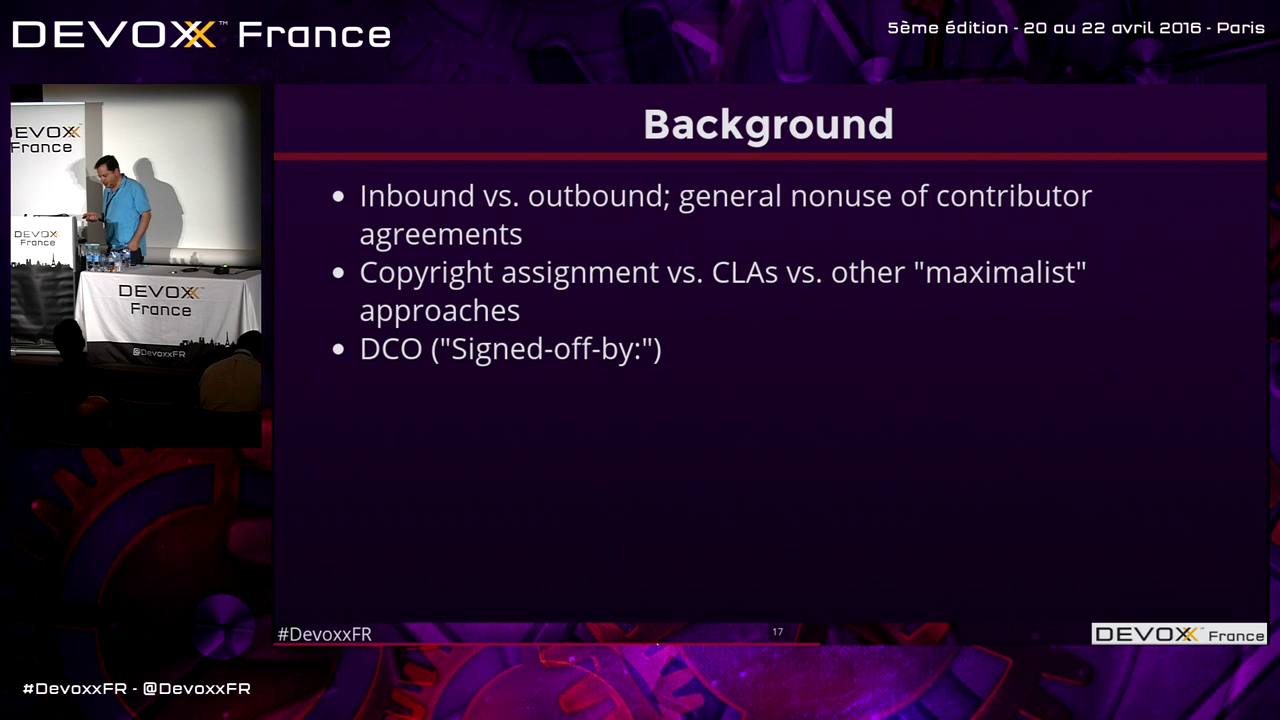 DEVOXX™ France
5ème édition - 20 au 22 avril 2016 - Paris
DEVOXX
France
DEVOXX
France
DEVOXX
France
@DevoxxFR
Background
• Inbound vs. outbound; general nonuse of contributor
agreements
• Copyright assignment vs. CLAs vs. other "maximalist"
approaches
• DCO ("Signed-off-by:")
#DevoxxFR
17
DEVOXX France
#DevoxxFR - @DevoxxFR